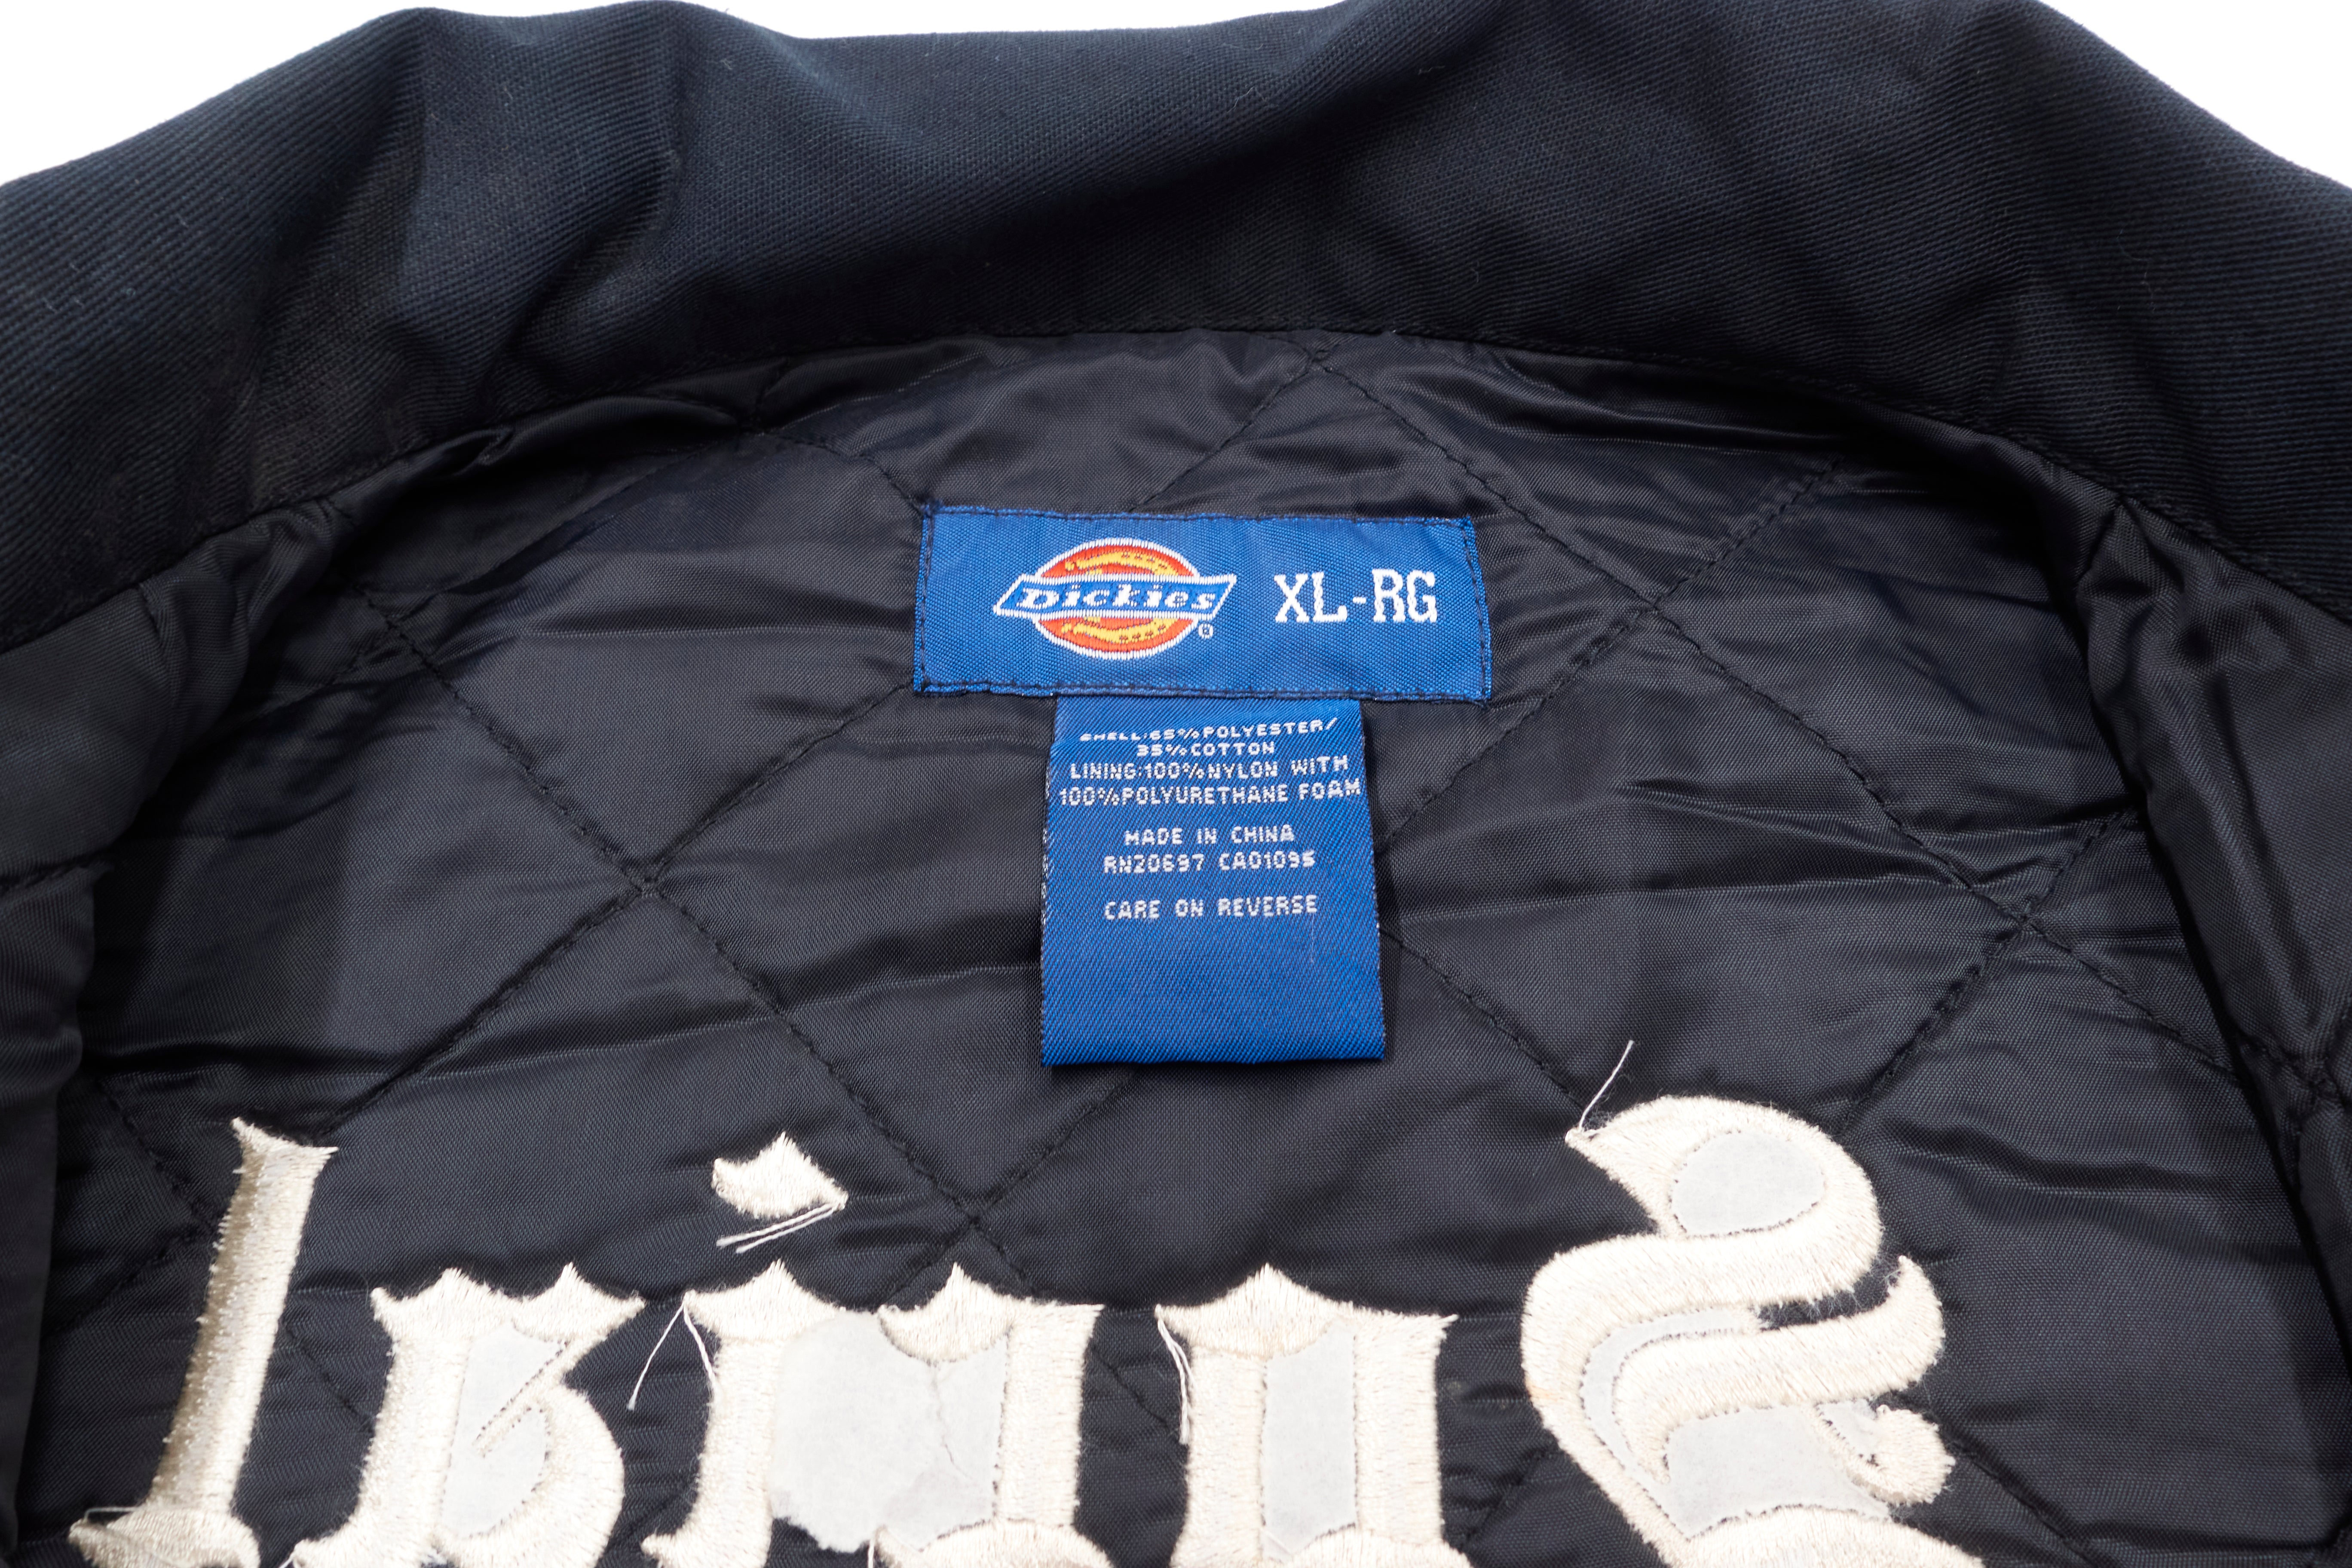 Dickies ® XL-RG
SHELL:65%POLYESTER/
35%COTTON
LINING:100%NYLON WITH
100%POLYURETHANE FOAM
MADE IN CHINA
RN20697 CA01095
CARE ON REVERSE